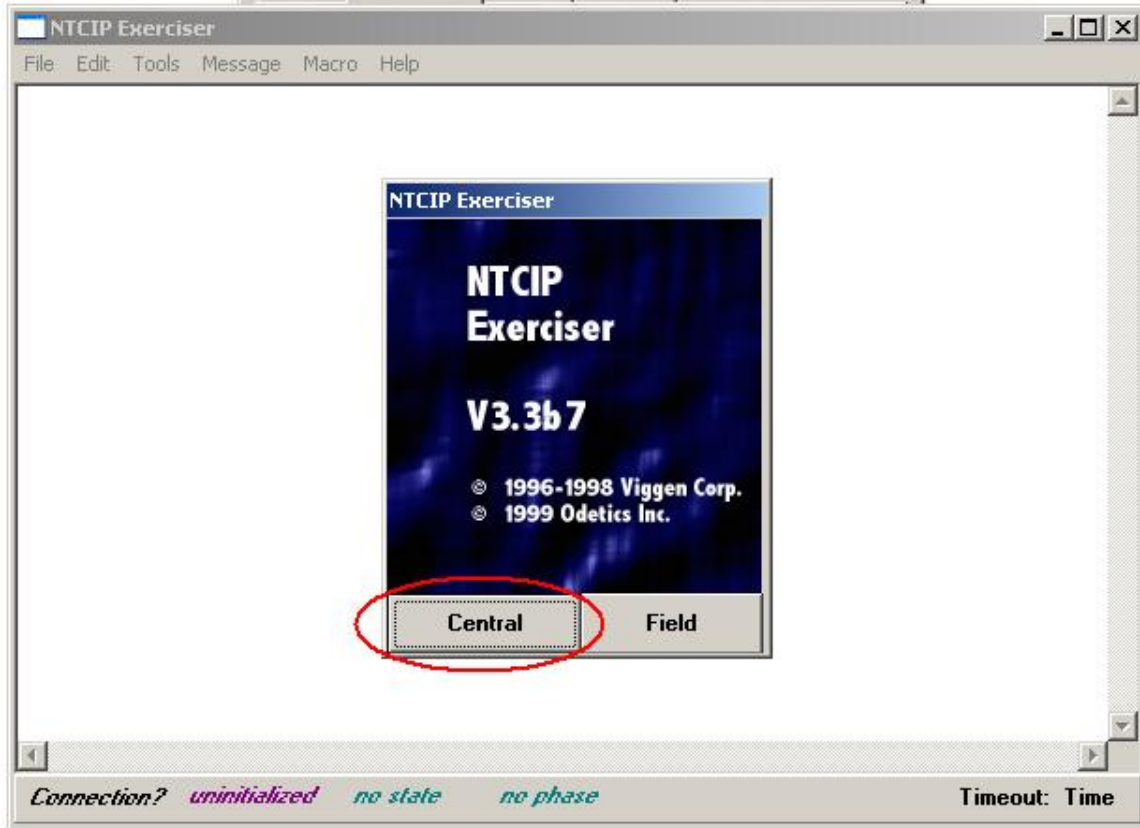 NTCIP Exerciser
File Edit Tools Message Macro Help
NTCIP Exerciser
NTCIP
Exerciser
V3.3b7
© 1996-1998 Viggen Corp.
© 1999 Odetics Inc.
Central Field
Connection? uninitialized no state no phase Timeout: Time